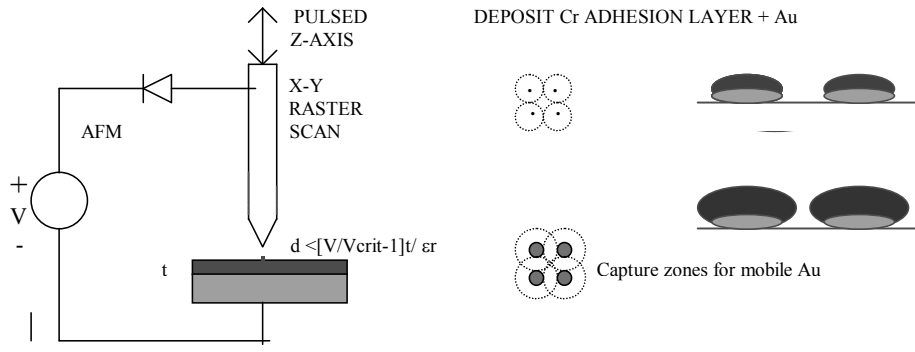 PULSED
Z-AXIS
DEPOSIT Cr ADHESION LAYER + Au
X-Y
RASTER
SCAN
AFM
+
V
-
d <[V/Vcrit-1]t/ εr
t
Capture zones for mobile Au